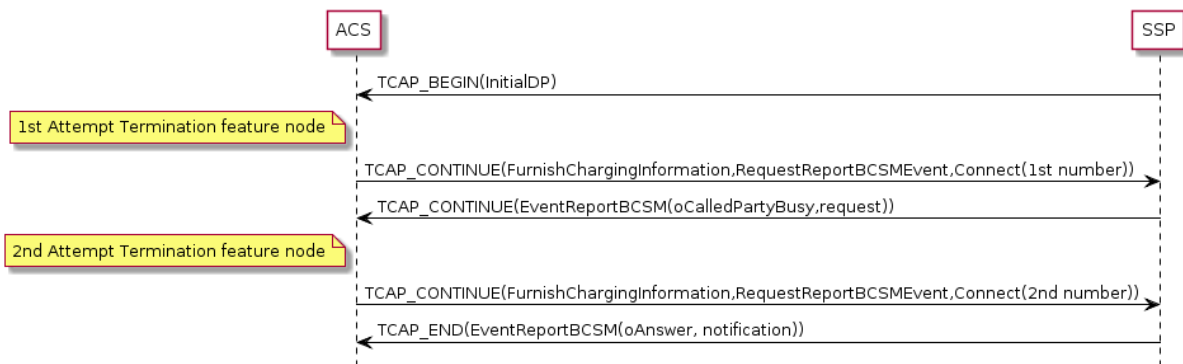 ACS SSP
TCAP_BEGIN(InitialDP)
1st Attempt Termination feature node
TCAP_CONTINUE(FurnishChargingInformation,RequestReportBCSMEvent,Connect(1st number))
TCAP_CONTINUE(EventReportBCSM(oCalledPartyBusy,request))
2nd Attempt Termination feature node
TCAP_CONTINUE(FurnishChargingInformation,RequestReportBCSMEvent,Connect(2nd number))
TCAP_END(EventReportBCSM(oAnswer, notification))